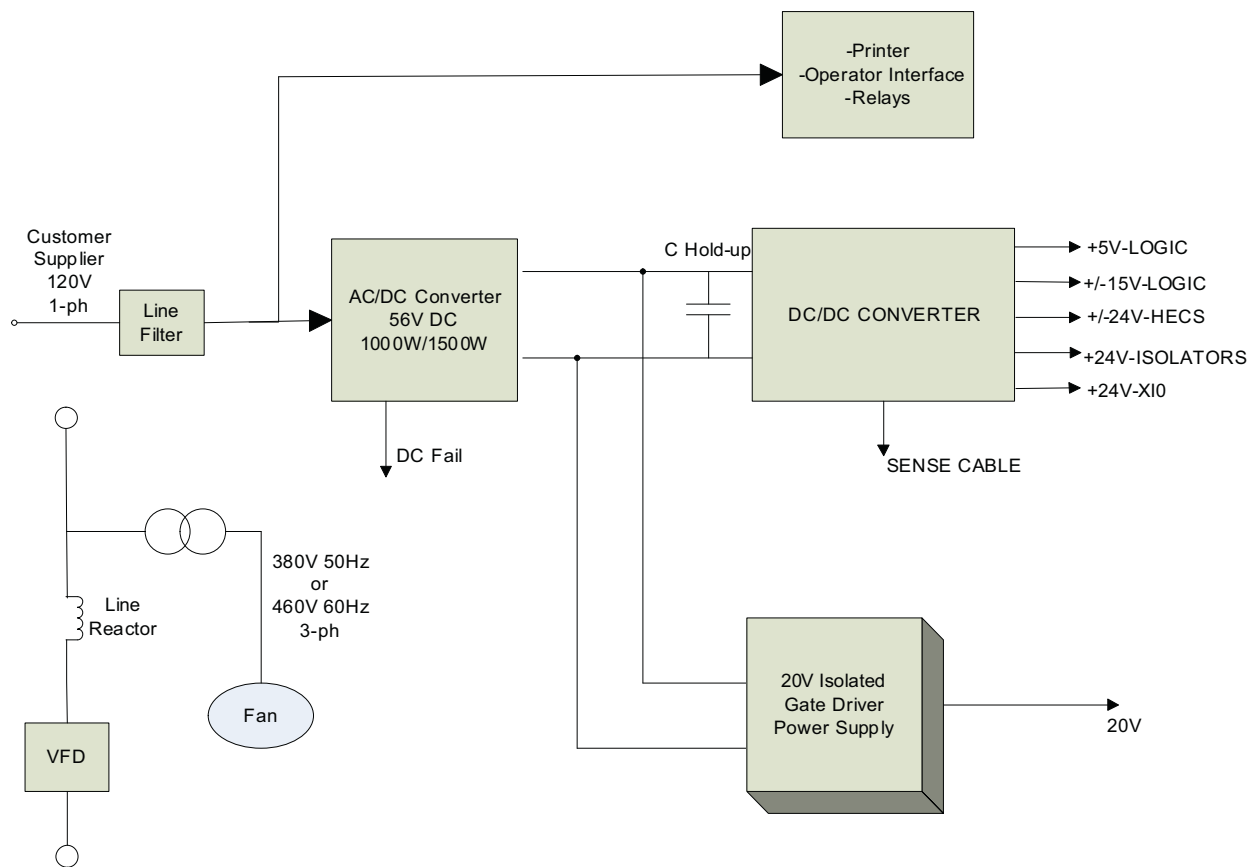 -Printer
-Operator Interface
-Relays
Customer
Supplier
120V
1-ph
Line
Filter
AC/DC Converter
56V DC
1000W/1500W
C Hold-up
DC/DC CONVERTER
+5V-LOGIC
+/-15V-LOGIC
+/-24V-HECS
+24V-ISOLATORS
+24V-XI0
DC Fail
SENSE CABLE
380V 50Hz
or
460V 60Hz
3-ph
Line
Reactor
Fan
VFD
20V Isolated
Gate Driver
Power Supply
20V